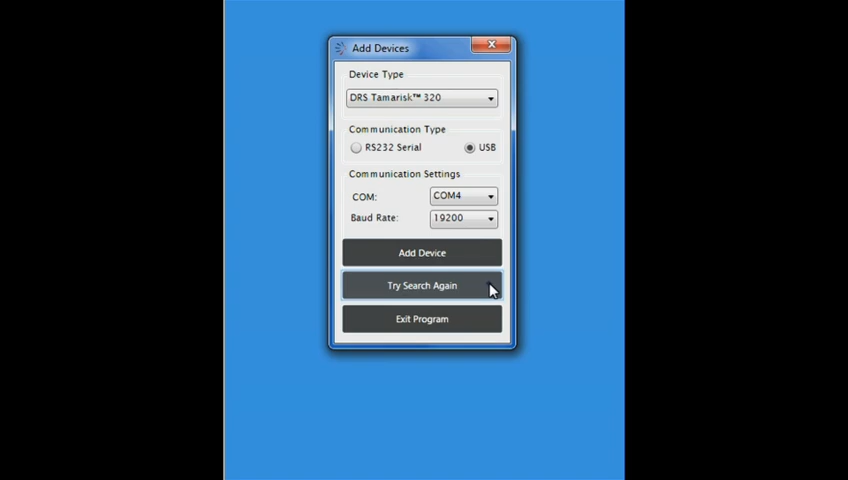 Add Devices
Device Type
DRS Tamarisk™ 320
Communication Type
RS232 Serial USB
Communication Settings
COM: COM4
Baud Rate: 19200
Add Device
Try Search Again
Exit Program